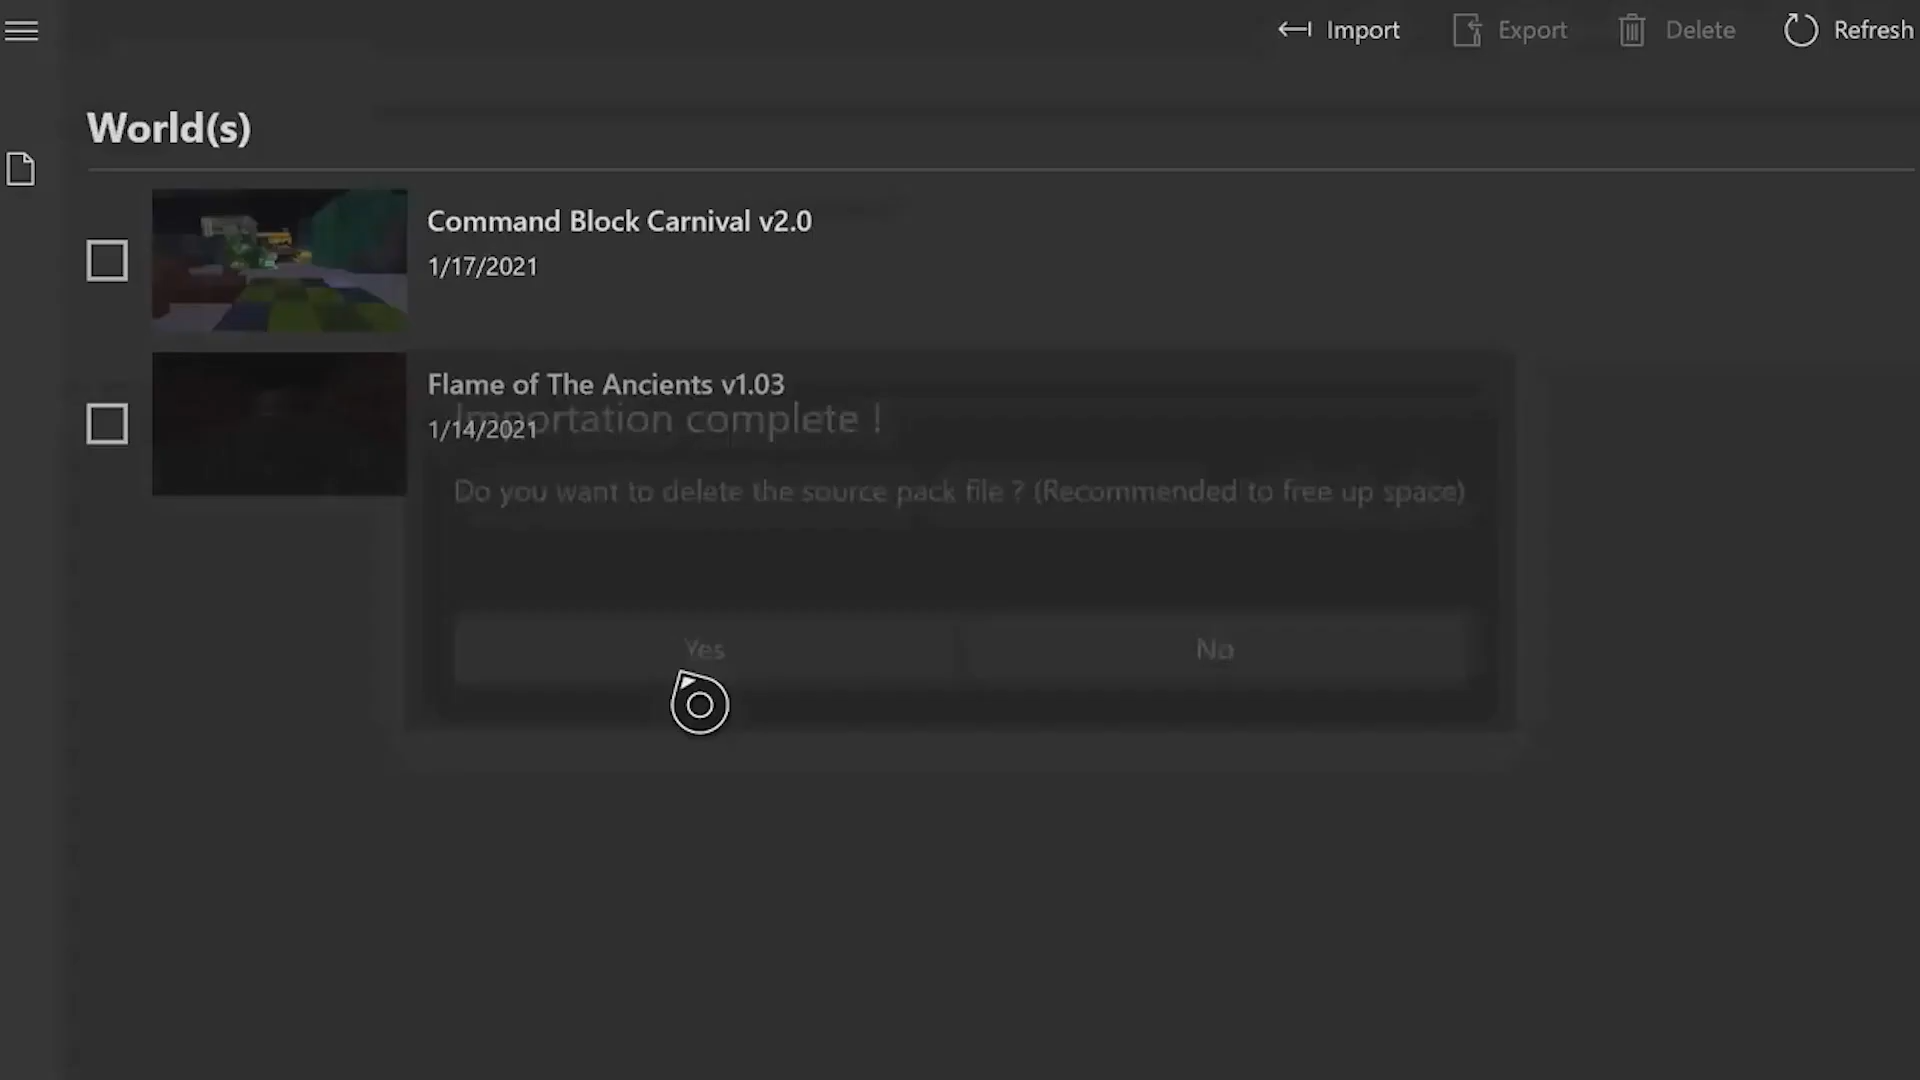 Import Export Delete Refresh
World(s)
Command Block Carnival v2.0
1/17/2021
Flame of The Ancients v1.03
Importation complete !
1/14/2021
Do you want to delete the source pack file ? (Recommended to free up space)
Yes No